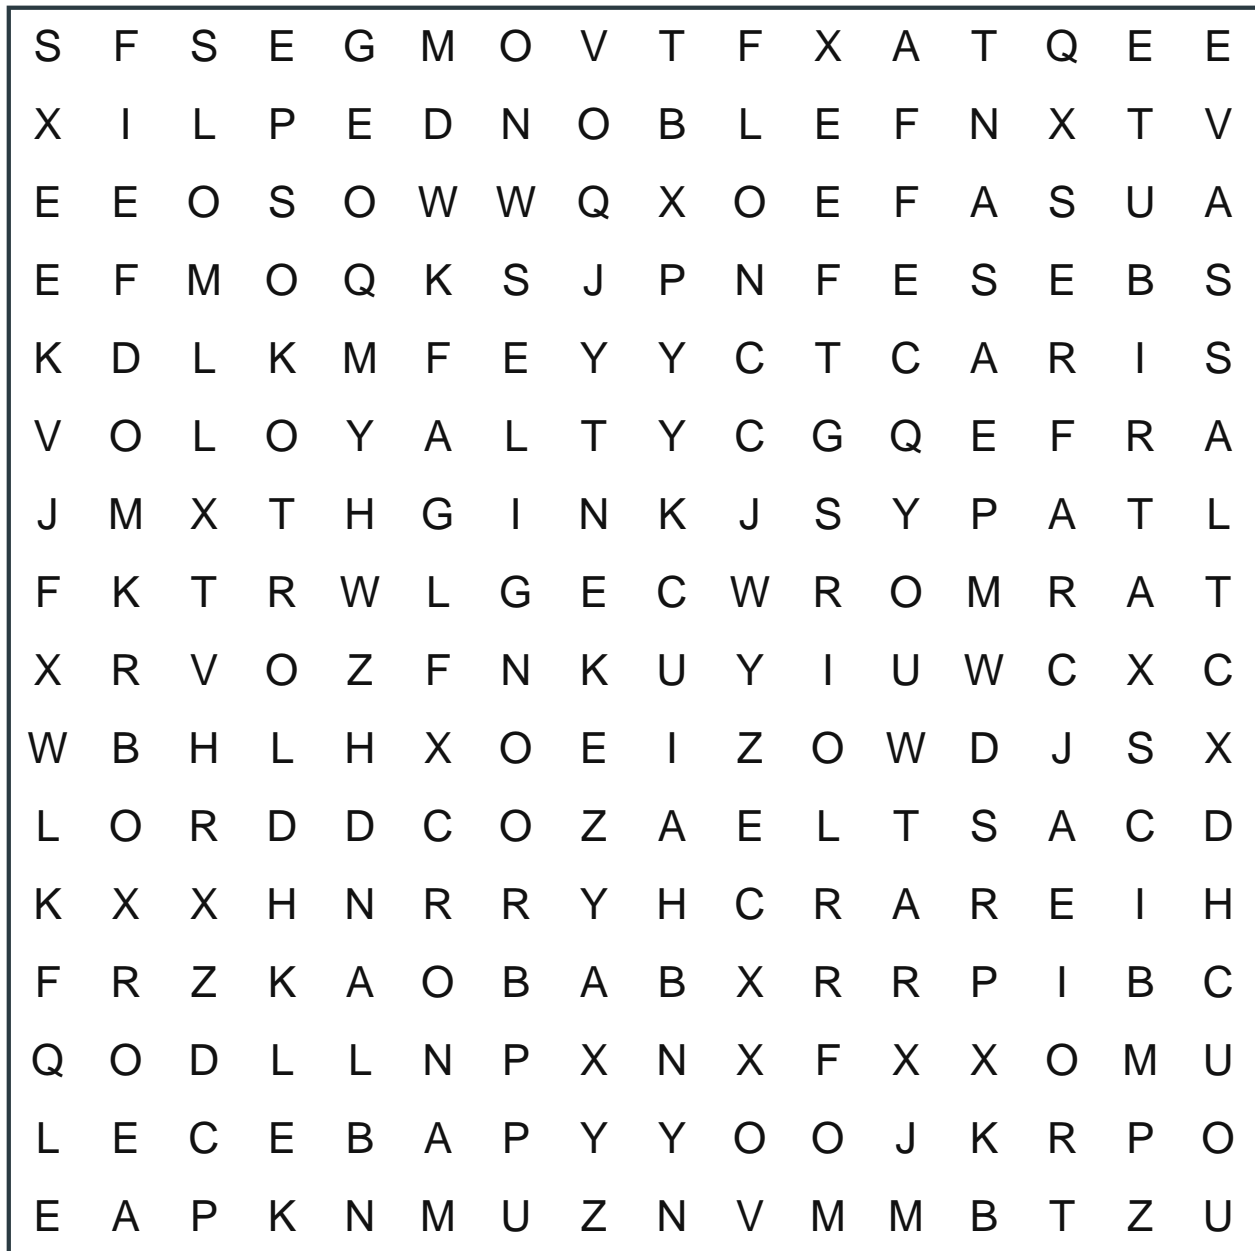 S F S E G M O V T F X A T Q E E
X I L P E D N O B L E F N X T V
E E O S O W W Q X O E F A S U A
E F M O Q K S J P N F E S E B S
K D L K M F E Y Y C T C A R I S
V O L O Y A L T Y C G Q E F R A
J M X T H G I N K J S Y P A T L
F K T R W L G E C W R O M R A T
X R V O Z F N K U Y I U W C X C
W B H L H X O E I Z O W D J S X
L O R D D C O Z A E L T S A C D
K X X H N R R Y H C R A R E I H
F R Z K A O B A B X R R P I B C
Q O D L L N P X N X F X X O M U
L E C E B A P Y Y O O J K R P O
E A P K N M U Z N V M M B T Z U